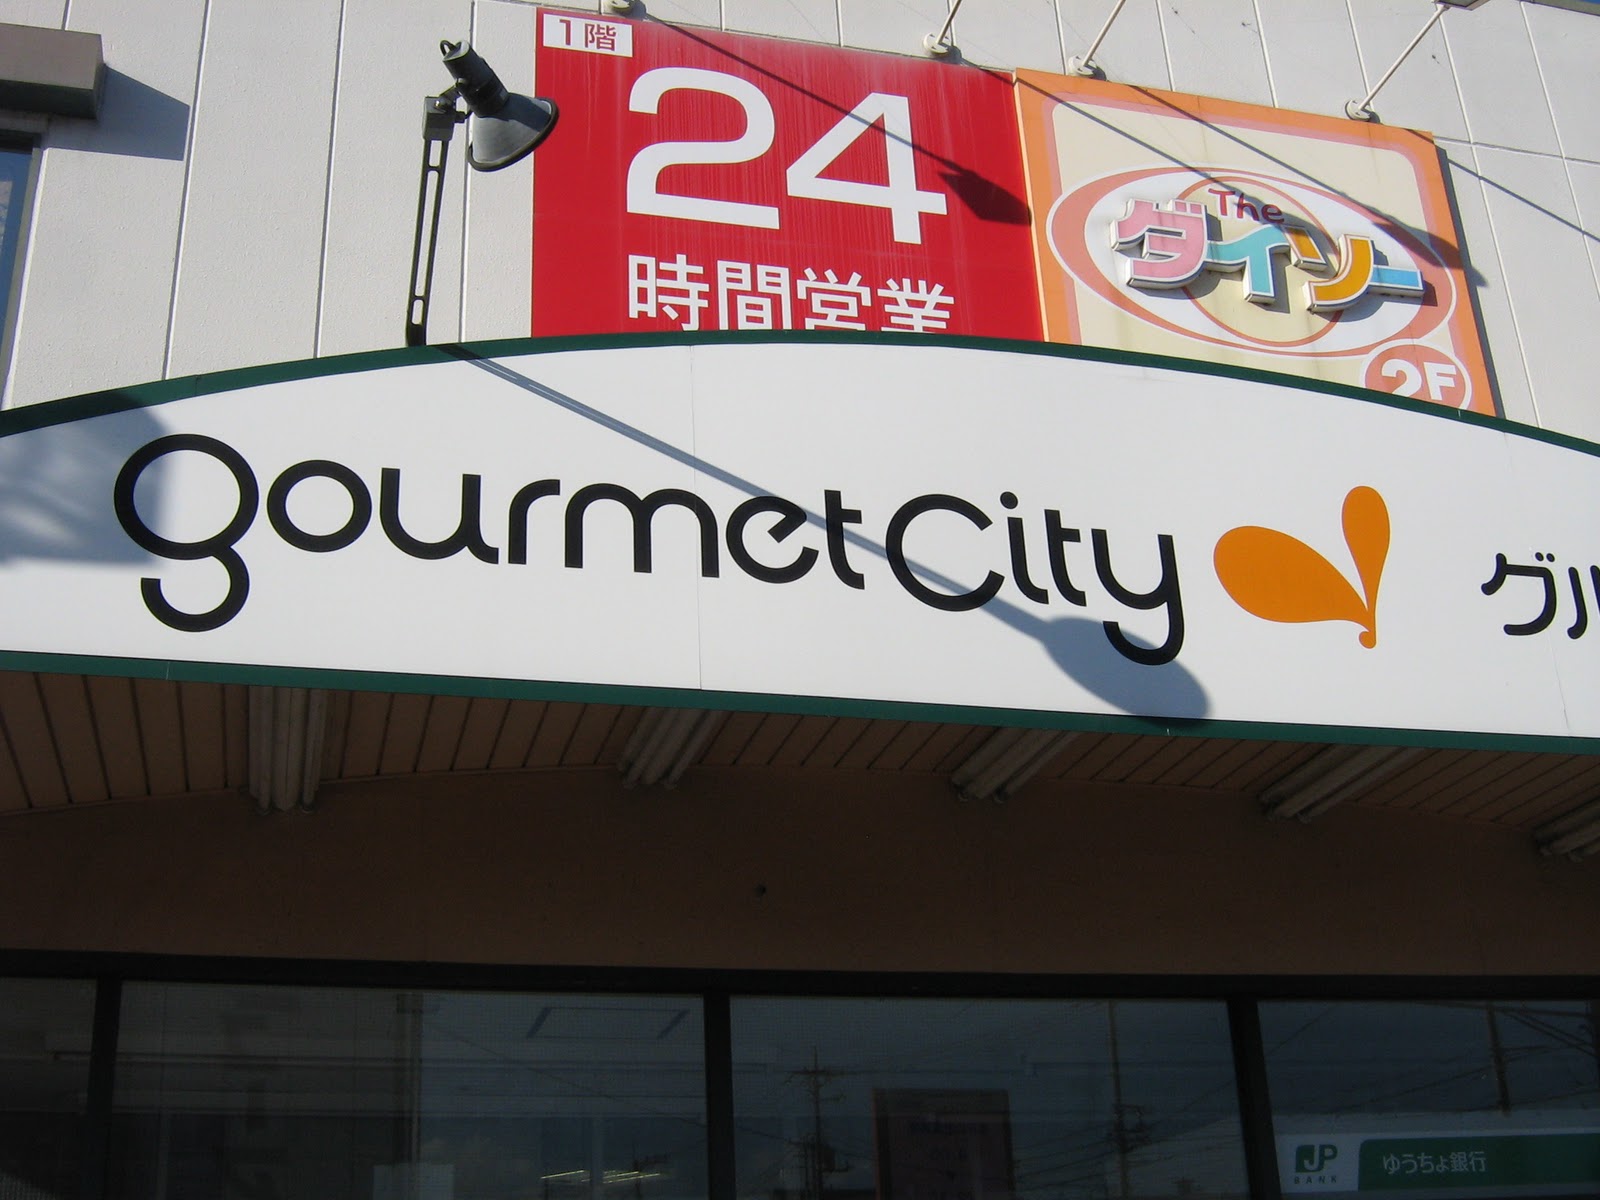 1階
24
時間営業
The
ダイソー
2F
gourmet City
グル
JP
BANK
ゆうちょ銀行